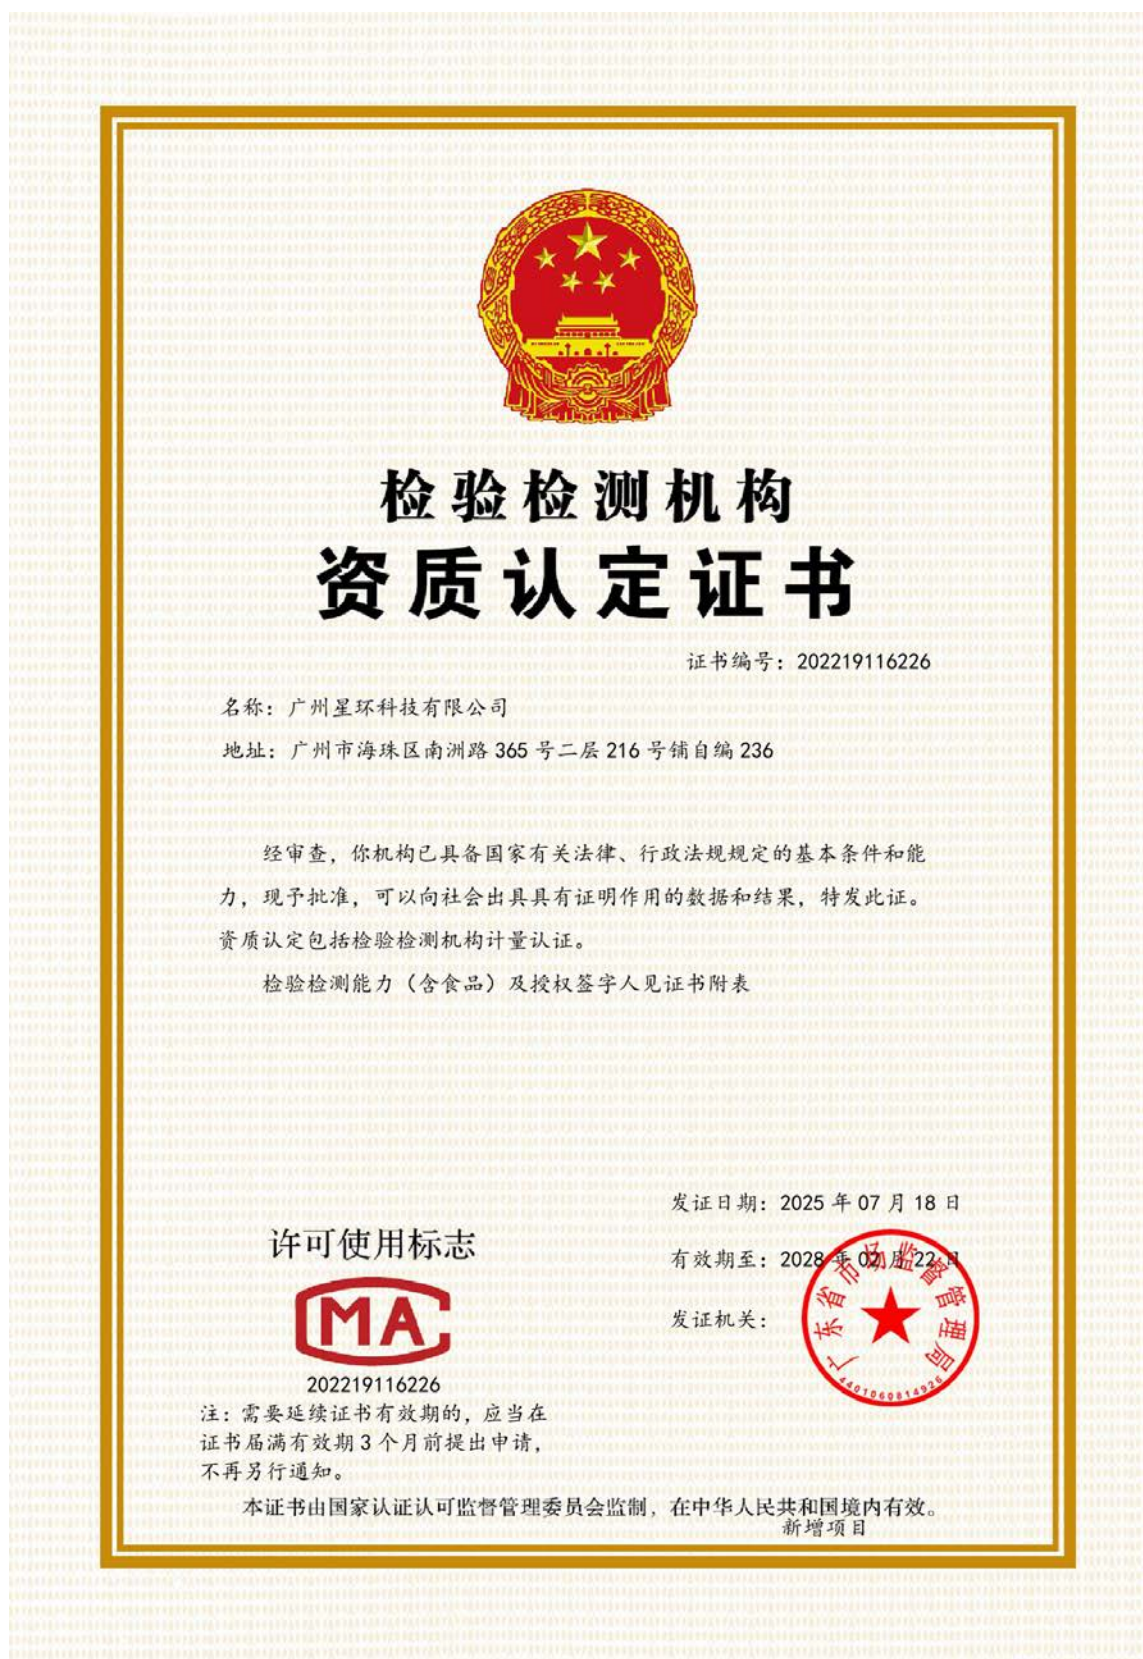 检验检测机构
资质认定证书
证书编号：202219116226
名称：广州星环科技有限公司
地址：广州市海珠区南洲路365号二层216号铺自编236
经审查，你机构已具备国家有关法律、行政法规规定的基本条件和能
力，现予批准，可以向社会出具具有证明作用的数据和结果，特发此证。
资质认定包括检验检测机构计量认证。
检验检测能力（含食品）及授权签字人见证书附表
许可使用标志
MA
202219116226
注：需要延续证书有效期的，应当在
证书届满有效期3个月前提出申请，
不再另行通知。
发证日期：2025年07月18日
有效期至：2028年02月22日
发证机关：
广东省市场监督管理局
4401060814926
本证书由国家认证认可监督管理委员会监制，在中华人民共和国境内有效。
新增项目